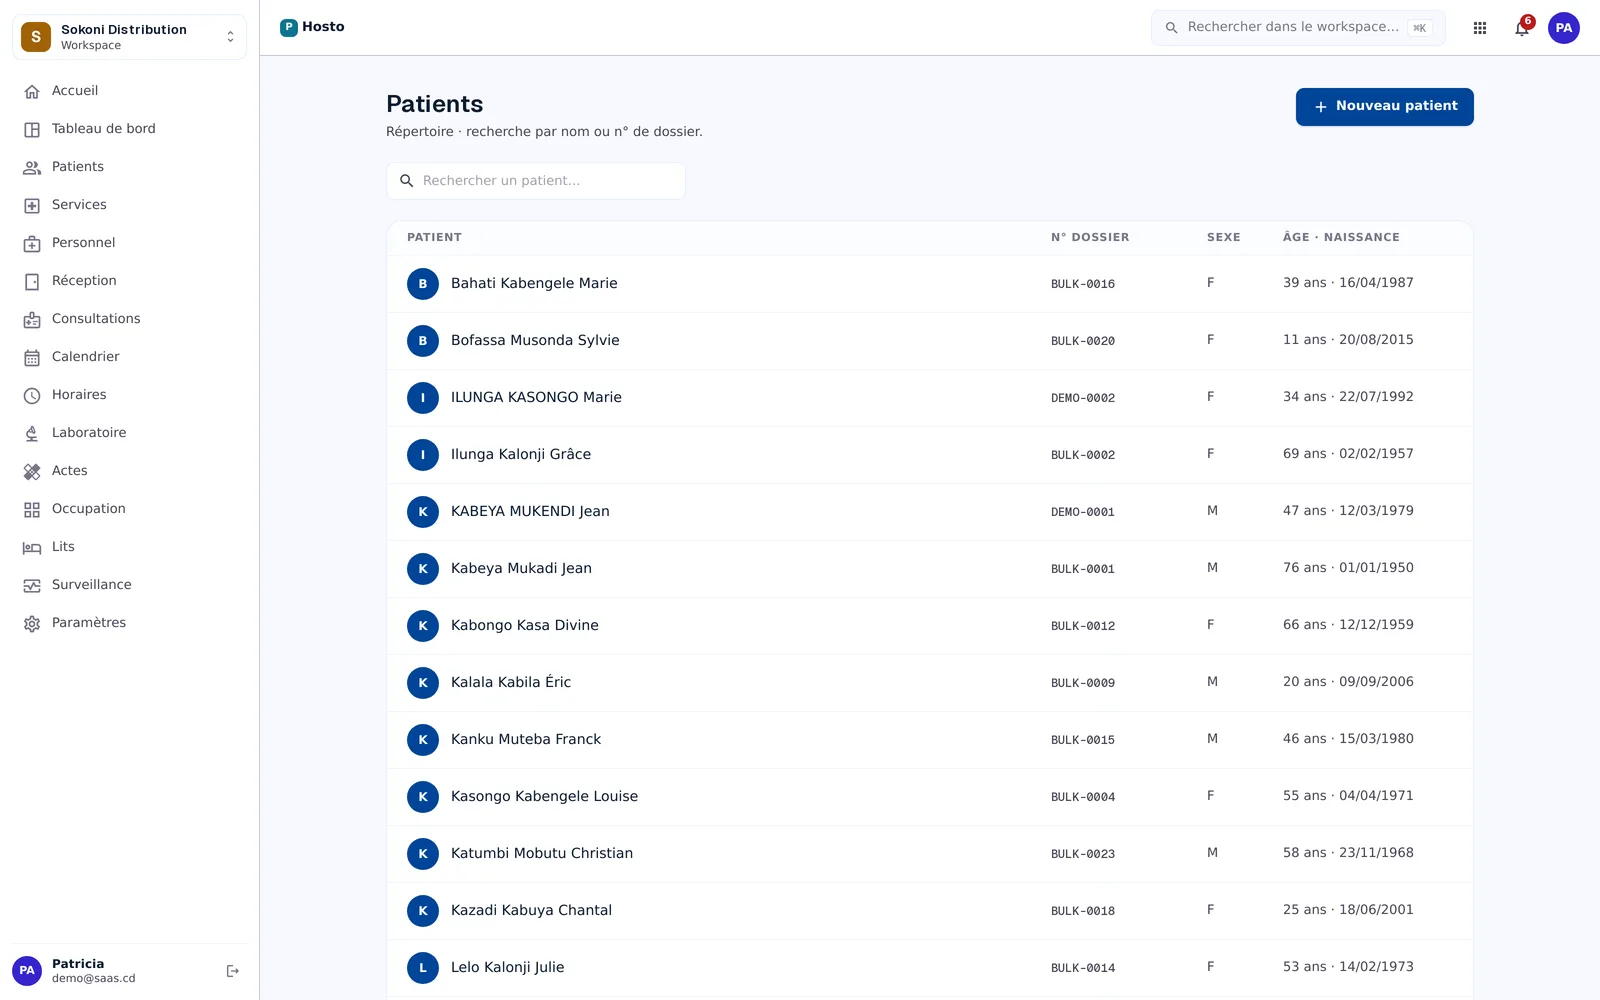 S
Sokoni Distribution
Workspace
Accueil
Tableau de bord
Patients
Services
Personnel
Réception
Consultations
Calendrier
Horaires
Laboratoire
Actes
Occupation
Lits
Surveillance
Paramètres
PA
Patricia
demo@saas.cd
P Hosto
Rechercher dans le workspace... ⌘K
6
PA
Patients
Répertoire · recherche par nom ou n° de dossier.
+ Nouveau patient
Rechercher un patient...
PATIENT N° DOSSIER SEXE ÂGE · NAISSANCE
B Bahati Kabengele Marie BULK-0016 F 39 ans · 16/04/1987
B Bofassa Musonda Sylvie BULK-0020 F 11 ans · 20/08/2015
I ILUNGA KASONGO Marie DEMO-0002 F 34 ans · 22/07/1992
I Ilunga Kalonji Grâce BULK-0002 F 69 ans · 02/02/1957
K KABEYA MUKENDI Jean DEMO-0001 M 47 ans · 12/03/1979
K Kabeya Mukadi Jean BULK-0001 M 76 ans · 01/01/1950
K Kabongo Kasa Divine BULK-0012 F 66 ans · 12/12/1959
K Kalala Kabila Éric BULK-0009 M 20 ans · 09/09/2006
K Kanku Muteba Franck BULK-0015 M 46 ans · 15/03/1980
K Kasongo Kabengele Louise BULK-0004 F 55 ans · 04/04/1971
K Katumbi Mobutu Christian BULK-0023 M 58 ans · 23/11/1968
K Kazadi Kabuya Chantal BULK-0018 F 25 ans · 18/06/2001
L Lelo Kalonji Julie BULK-0014 F 53 ans · 14/02/1973